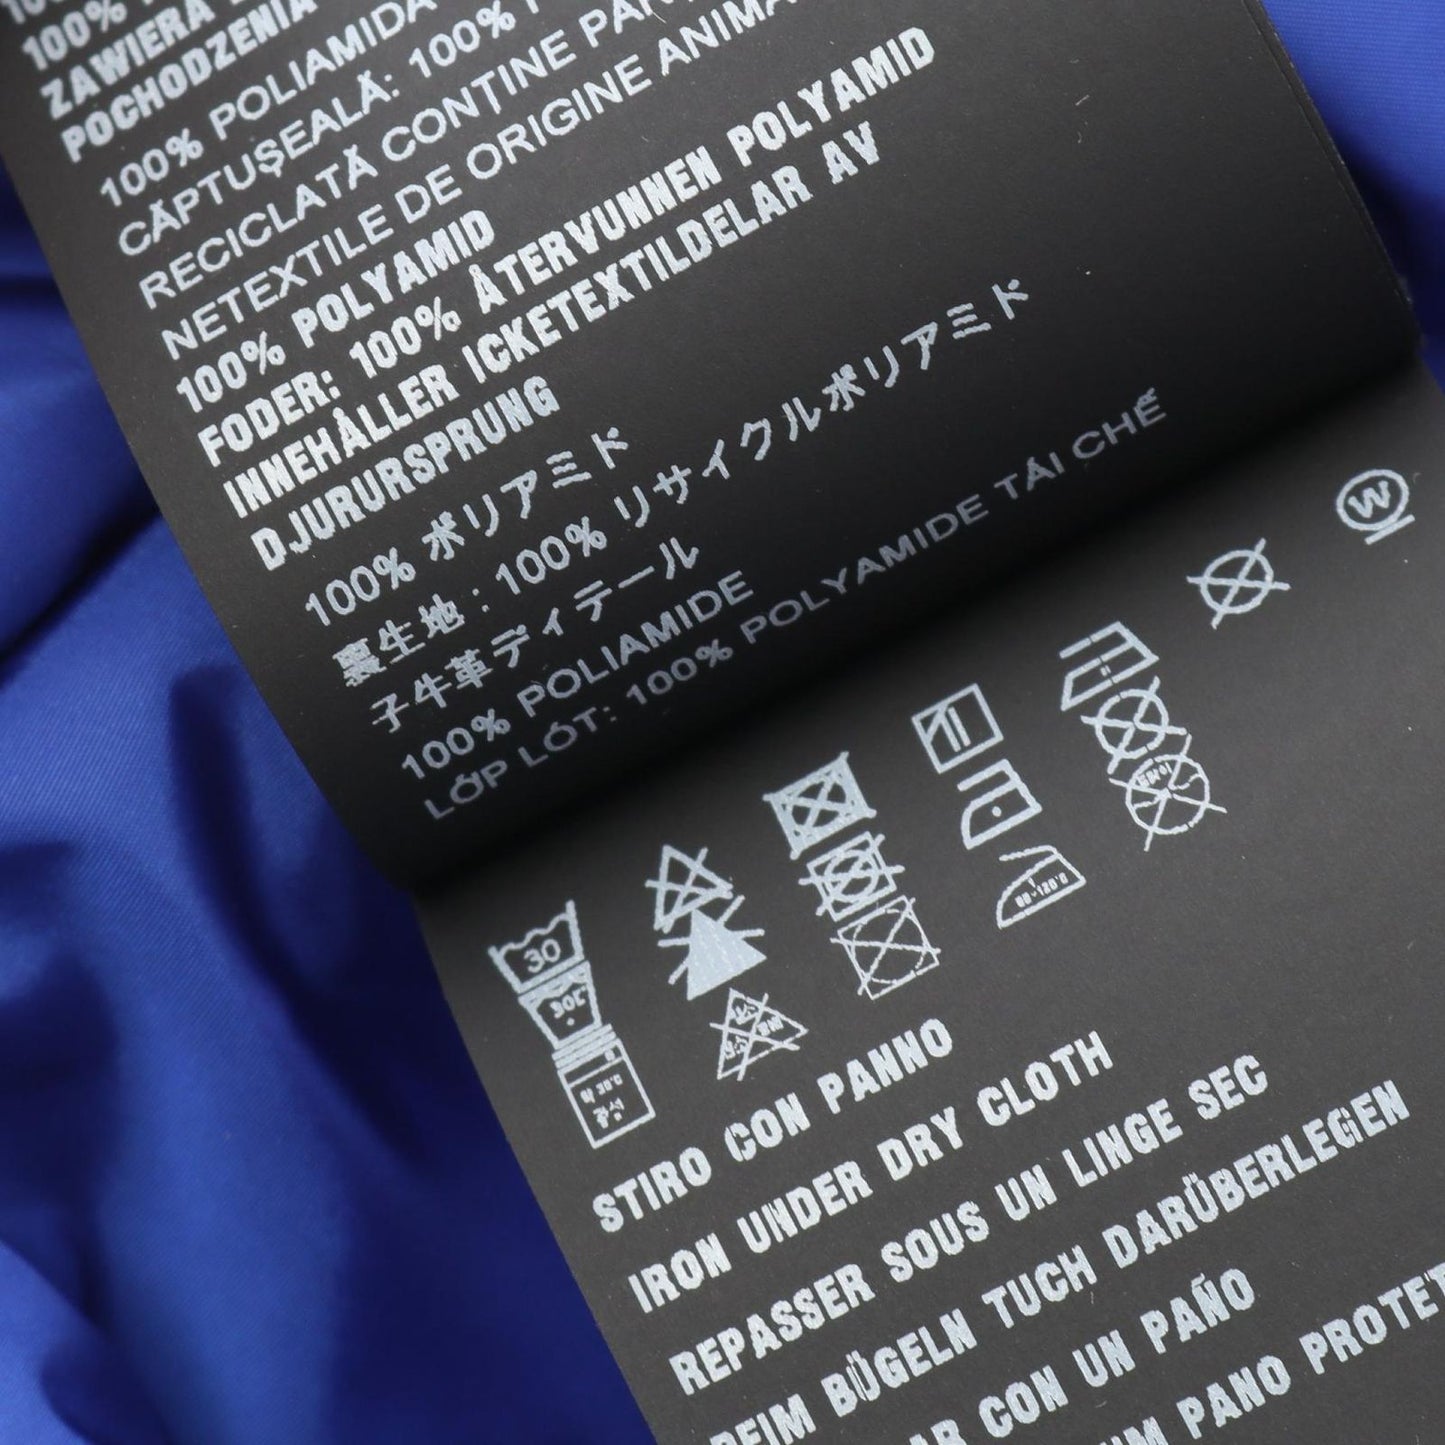 100%
ZAWIERA
POCHODZENIA
100% POLIAMIDA
CĂPTUȘEALĂ: 100%
RECICLATĂ CONȚINE
NETEXTILE DE ORIGINE
100% POLYAMID
FODER: 100% ÅTERVUNNEN POLYAMID
INNEHÅLLER ICKETEXTILDELAR AV
DJURURSPRUNG
100% ポリアミド
裏生地：100% リサイクルポリアミド
子牛革ディテール
100% POLIAMIDE
LỚP LÓT: 100% POLYAMIDE TÁI CHẾ
W
30
STIRO CON PANNO
IRON UNDER DRY CLOTH
REPASSER SOUS UN LINGE SEC
BEIM BÜGELN TUCH DARÜBERLEGEN
CON UN PAÑO
PANO